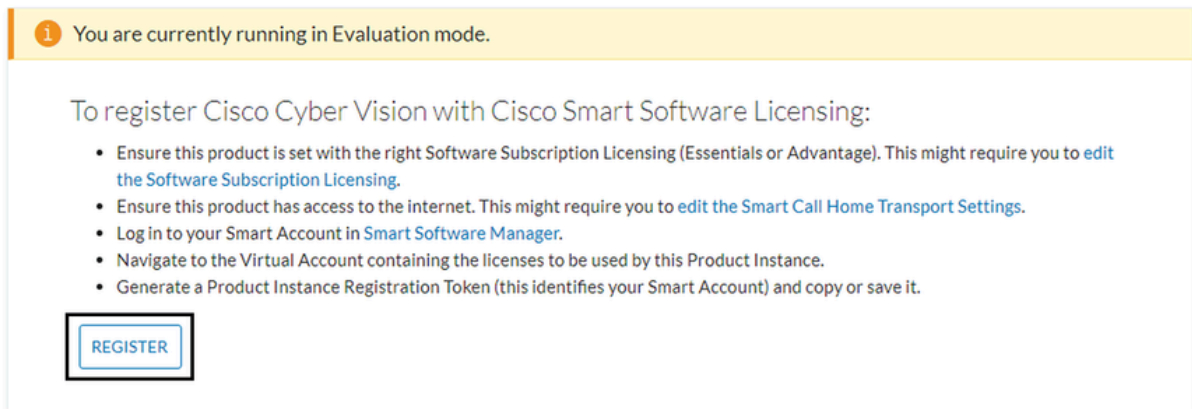 You are currently running in Evaluation mode.
To register Cisco Cyber Vision with Cisco Smart Software Licensing:
• Ensure this product is set with the right Software Subscription Licensing (Essentials or Advantage). This might require you to edit
the Software Subscription Licensing.
• Ensure this product has access to the internet. This might require you to edit the Smart Call Home Transport Settings.
• Log in to your Smart Account in Smart Software Manager.
• Navigate to the Virtual Account containing the licenses to be used by this Product Instance.
• Generate a Product Instance Registration Token (this identifies your Smart Account) and copy or save it.
REGISTER